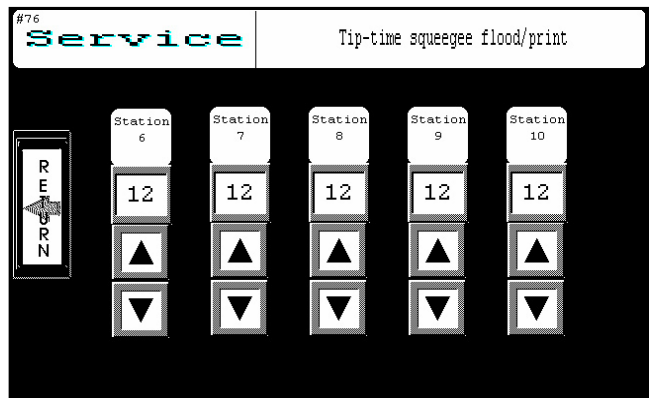 #76
Service
Tip-time squeegee flood/print
Station
6
Station
7
Station
8
Station
9
Station
10
RETURN
12
12
12
12
12